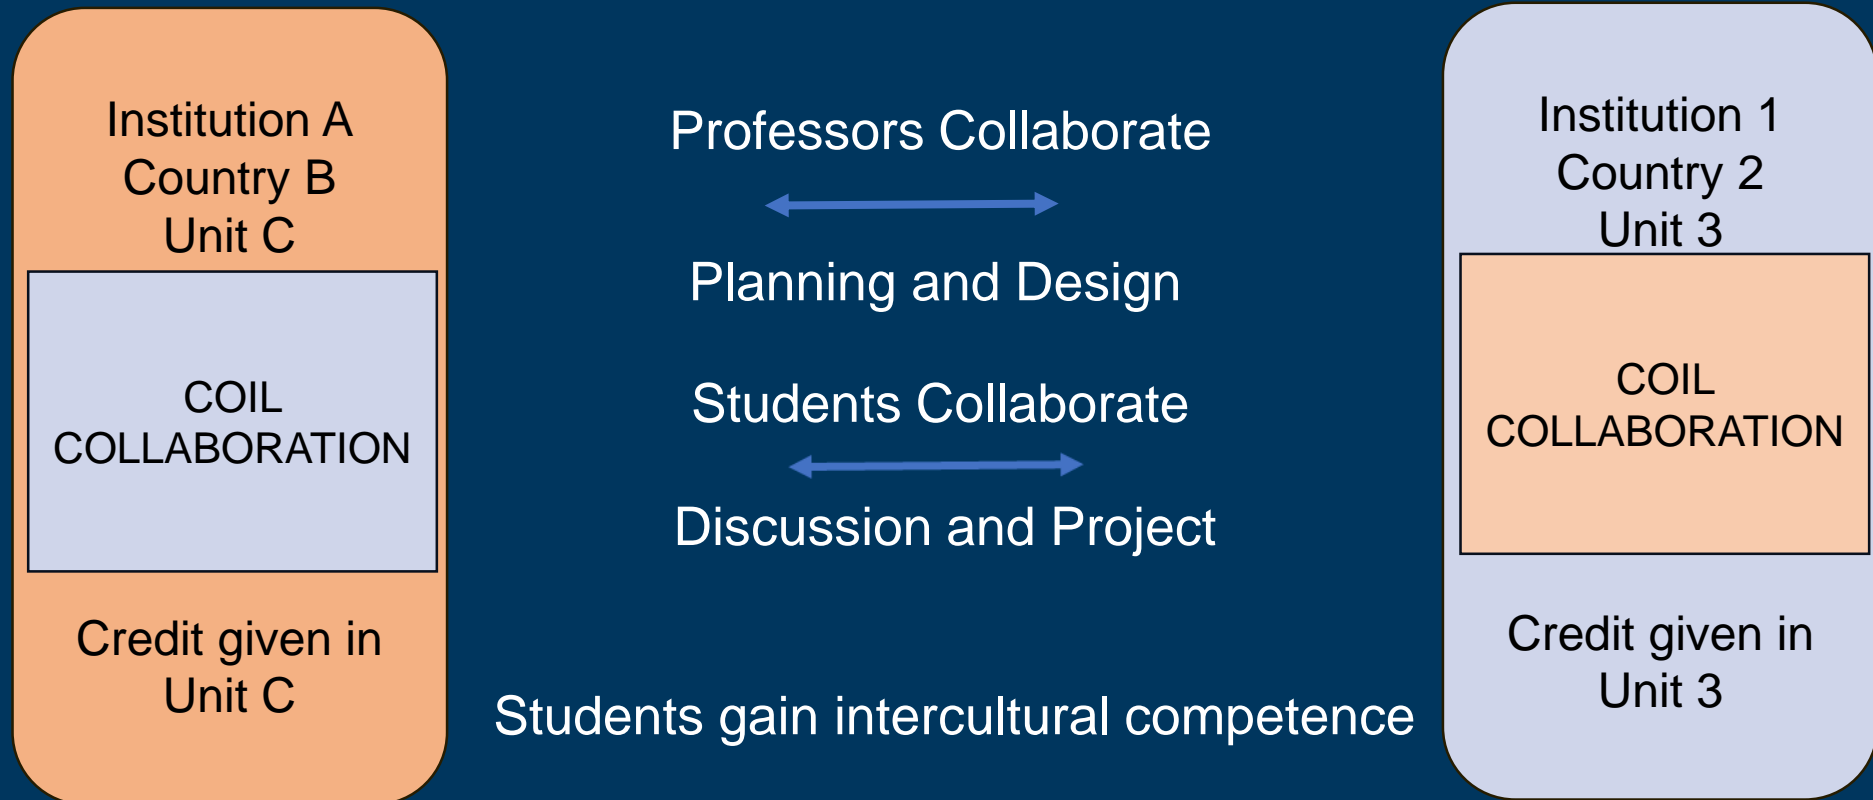 Institution A
Country B
Unit C
COIL
COLLABORATION
Credit given in
Unit C
Professors Collaborate
Planning and Design
Students Collaborate
Discussion and Project
Students gain intercultural competence
Institution 1
Country 2
Unit 3
COIL
COLLABORATION
Credit given in
Unit 3